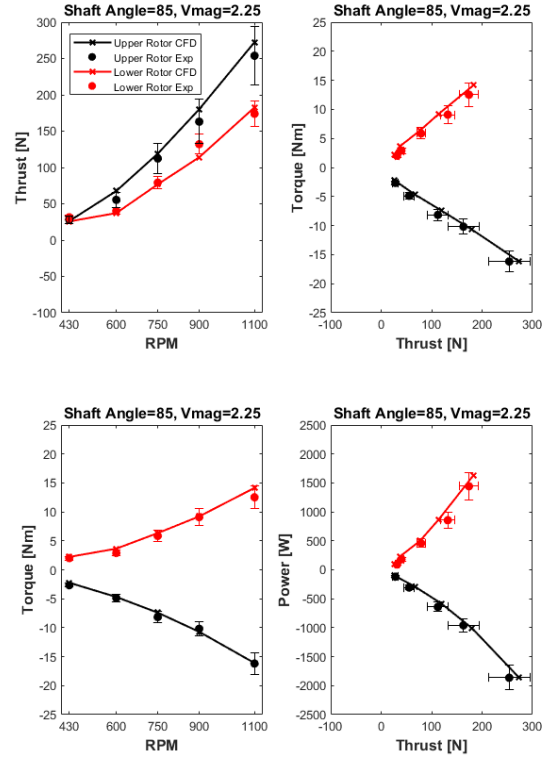 Shaft Angle=85, Vmag=2.25
300
250
200
150
100
50
0
-50
-100
Thrust [N]
Upper Rotor CFD
Upper Rotor Exp
Lower Rotor CFD
Lower Rotor Exp
430 600 750 900 1100
RPM
Shaft Angle=85, Vmag=2.25
25
20
15
10
5
0
-5
-10
-15
-20
-25
Torque [Nm]
-100 0 100 200 300
Thrust [N]
Shaft Angle=85, Vmag=2.25
25
20
15
10
5
0
-5
-10
-15
-20
-25
Torque [Nm]
430 600 750 900 1100
RPM
Shaft Angle=85, Vmag=2.25
2500
2000
1500
1000
500
0
-500
-1000
-1500
-2000
-2500
Power [W]
-100 0 100 200 300
Thrust [N]